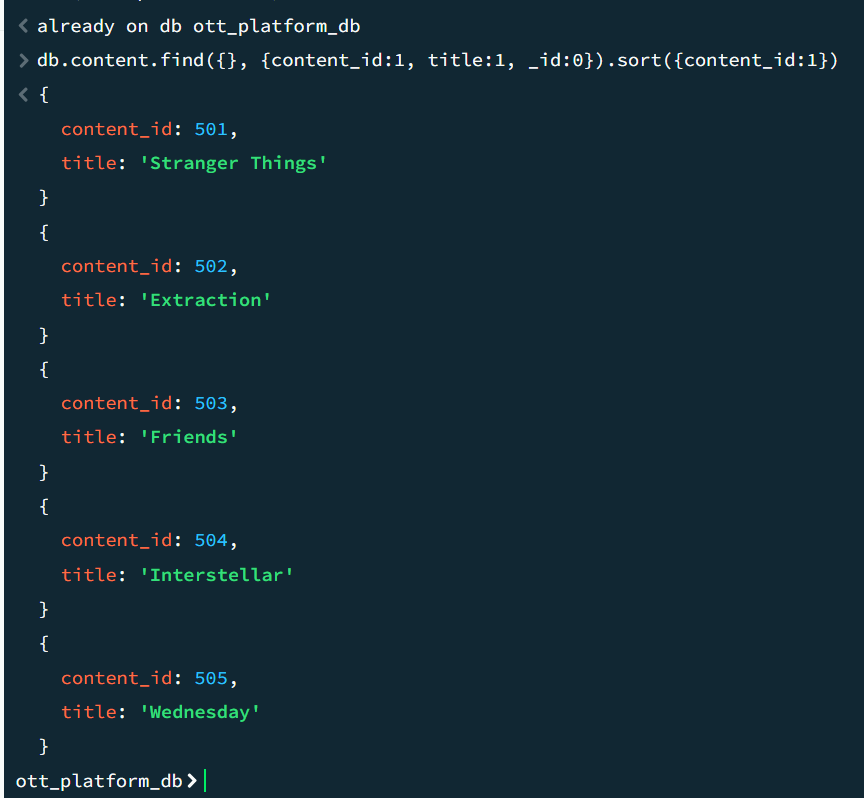 already on db ott_platform_db
db.content.find({}, {content_id:1, title:1, _id:0}).sort({content_id:1})
{
content_id: 501,
title: 'Stranger Things'
}
{
content_id: 502,
title: 'Extraction'
}
{
content_id: 503,
title: 'Friends'
}
{
content_id: 504,
title: 'Interstellar'
}
{
content_id: 505,
title: 'Wednesday'
}
ott_platform_db>